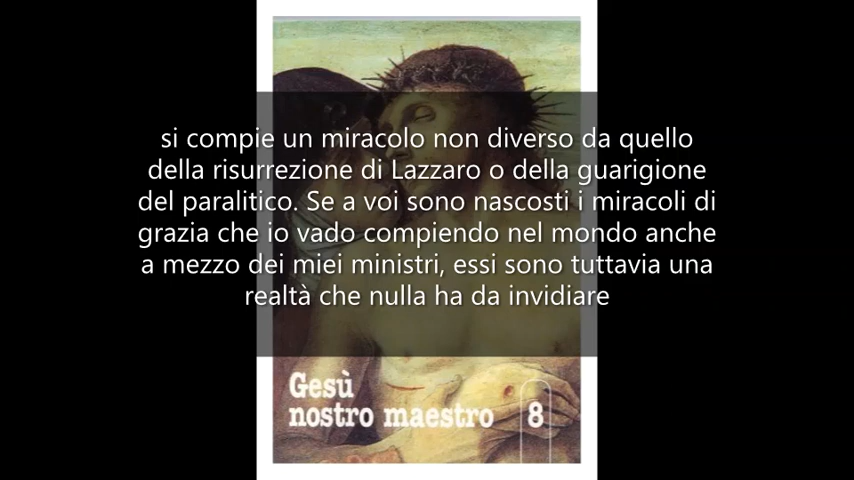 si compie un miracolo non diverso da quello
della risurrezione di Lazzaro o della guarigione
del paralitico. Se a voi sono nascosti i miracoli di
grazia che io vado compiendo nel mondo anche
a mezzo dei miei ministri, essi sono tuttavia una
realtà che nulla ha da invidiare
Gesù
nostro maestro 8